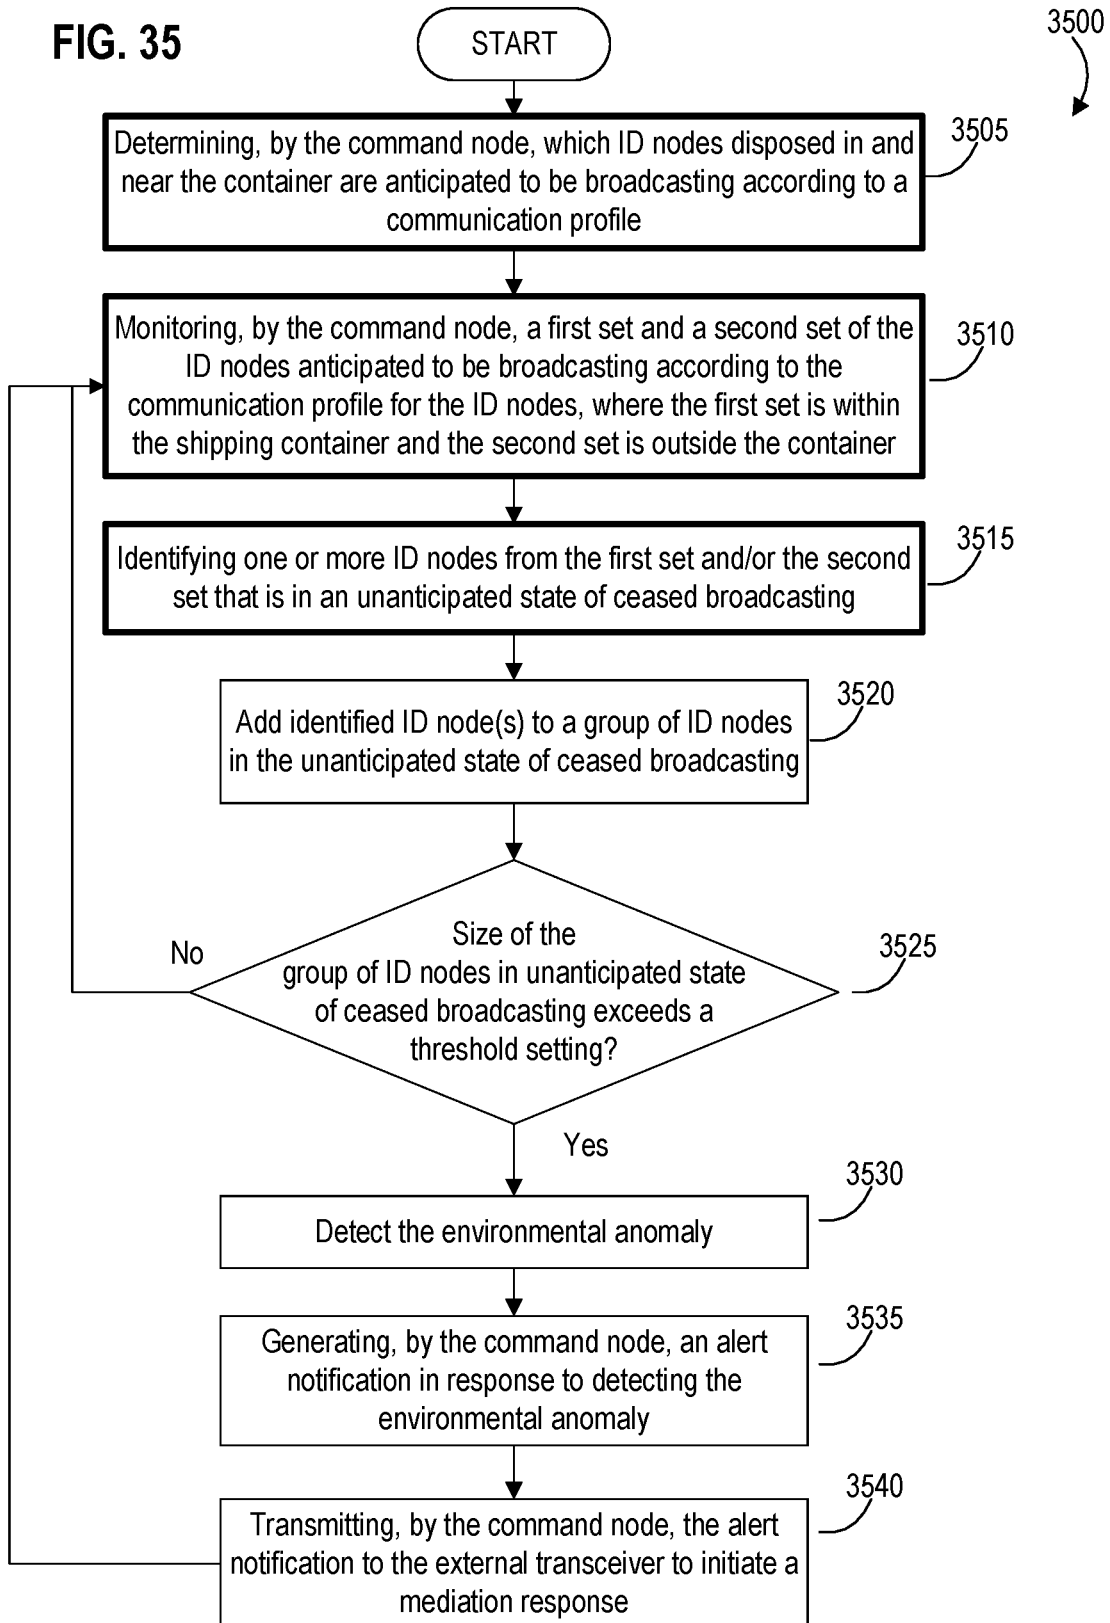 FIG. 35
START
3500
Determining, by the command node, which ID nodes disposed in and
near the container are anticipated to be broadcasting according to a
communication profile
3505
Monitoring, by the command node, a first set and a second set of the
ID nodes anticipated to be broadcasting according to the
communication profile for the ID nodes, where the first set is within
the shipping container and the second set is outside the container
3510
Identifying one or more ID nodes from the first set and/or the second
set that is in an unanticipated state of ceased broadcasting
3515
Add identified ID node(s) to a group of ID nodes
in the unanticipated state of ceased broadcasting
3520
Size of the
group of ID nodes in unanticipated state
of ceased broadcasting exceeds a
threshold setting?
3525
No
Yes
Detect the environmental anomaly
3530
Generating, by the command node, an alert
notification in response to detecting the
environmental anomaly
3535
Transmitting, by the command node, the alert
notification to the external transceiver to initiate a
mediation response
3540